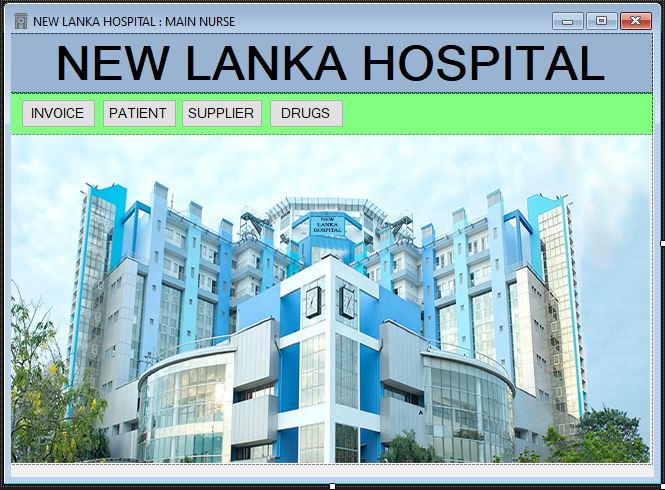 NEW LANKA HOSPITAL : MAIN NURSE
NEW LANKA HOSPITAL
INVOICE PATIENT SUPPLIER DRUGS
NEW
LANKA
HOSPITAL